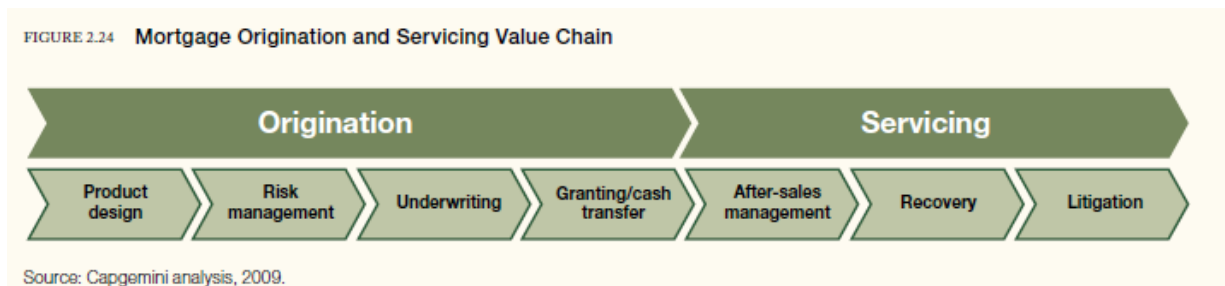 FIGURE 2.24 Mortgage Origination and Servicing Value Chain
Origination
Servicing
Product
design
Risk
management
Underwriting
Granting/cash
transfer
After-sales
management
Recovery
Litigation
Source: Capgemini analysis, 2009.